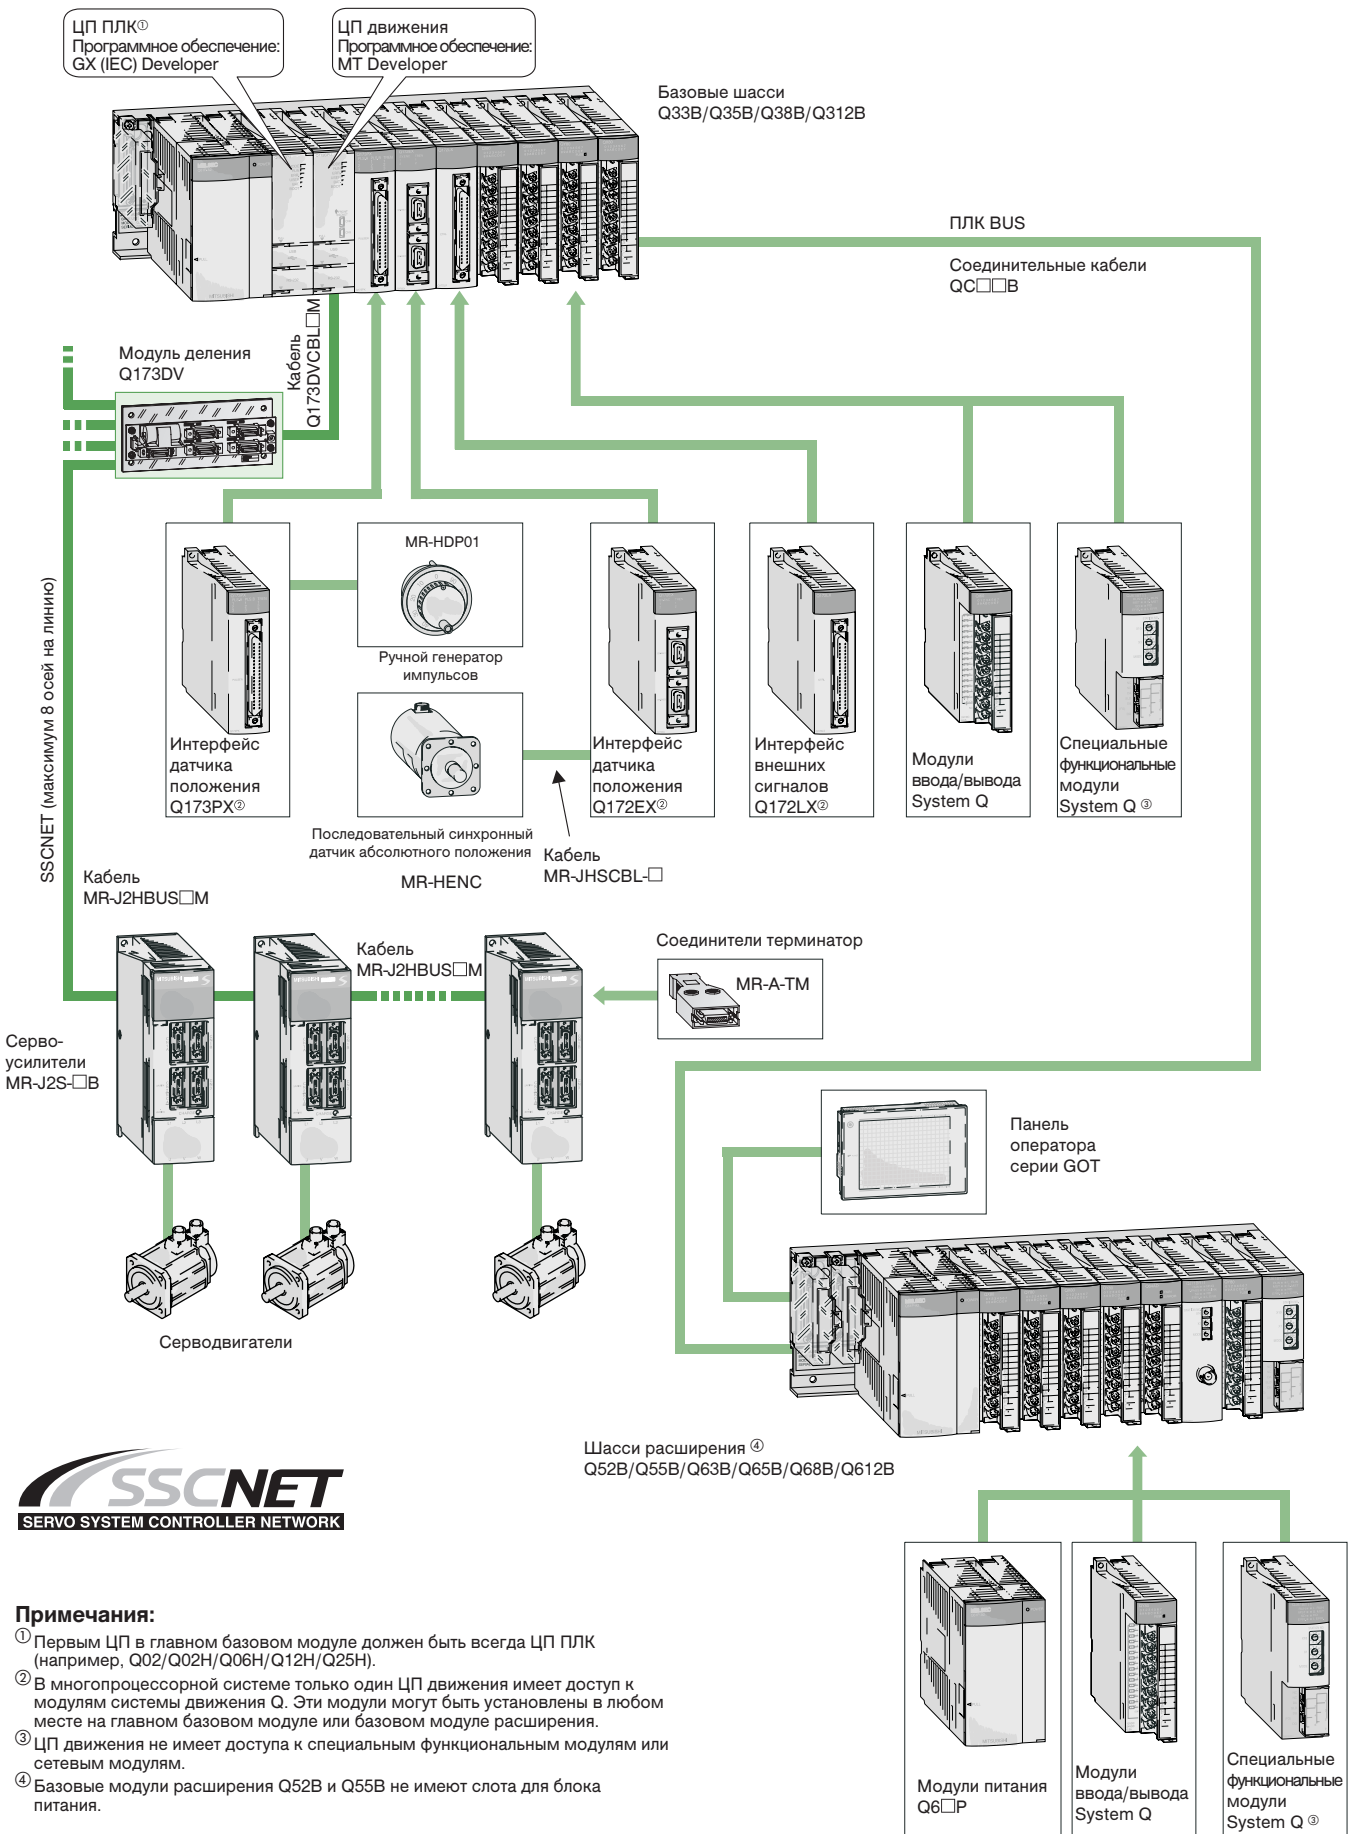 ЦП ПЛК①
Программное обеспечение:
GX (IEC) Developer
ЦП движения
Программное обеспечение:
MT Developer
Базовые шасси
Q33B/Q35B/Q38B/Q312B
ПЛК BUS
Соединительные кабели
QC□□B
Модуль деления
Q173DV
Кабель
Q173DVCBL□M
SSCNET (максимум 8 осей на линию)
MR-HDP01
Ручной генератор
импульсов
Интерфейс
датчика
положения
Q173PX②
Интерфейс
датчика
положения
Q172EX②
Интерфейс
внешних
сигналов
Q172LX②
Модули
ввода/вывода
System Q
Специальные
функциональные
модули
System Q ③
Последовательный синхронный
датчик абсолютного положения
MR-HENC
Кабель
MR-JHSCBL-□
Кабель
MR-J2HBUS□M
Кабель
MR-J2HBUS□M
Соединители терминатор
MR-A-TM
Серво-
усилители
MR-J2S-□B
Панель
оператора
серии GOT
Серводвигатели
Шасси расширения ④
Q52B/Q55B/Q63B/Q65B/Q68B/Q612B
SSCNET
SERVO SYSTEM CONTROLLER NETWORK
Модули питания
Q6□P
Модули
ввода/вывода
System Q
Специальные
функциональные
модули
System Q ③
Примечания:
① Первым ЦП в главном базовом модуле должен быть всегда ЦП ПЛК
(например, Q02/Q02H/Q06H/Q12H/Q25H).
② В многопроцессорной системе только один ЦП движения имеет доступ к
модулям системы движения Q. Эти модули могут быть установлены в любом
месте на главном базовом модуле или базовом модуле расширения.
③ ЦП движения не имеет доступа к специальным функциональным модулям или
сетевым модулям.
④ Базовые модули расширения Q52B и Q55B не имеют слота для блока
питания.